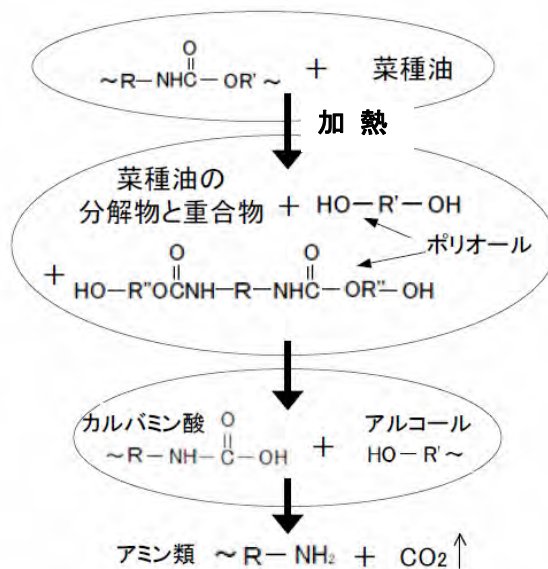 O
||
~R−NHC−OR' ~ + 菜種油
加 熱
菜種油の
分解物と重合物 + HO−R'−OH
ポリオール
O O
|| ||
+ HO−R"OCNH−R−NHC−OR"−OH
カルバミン酸 O アルコール
||
~R−NH−C−OH + HO−R'~
アミン類 ~R−NH₂ + CO₂↑